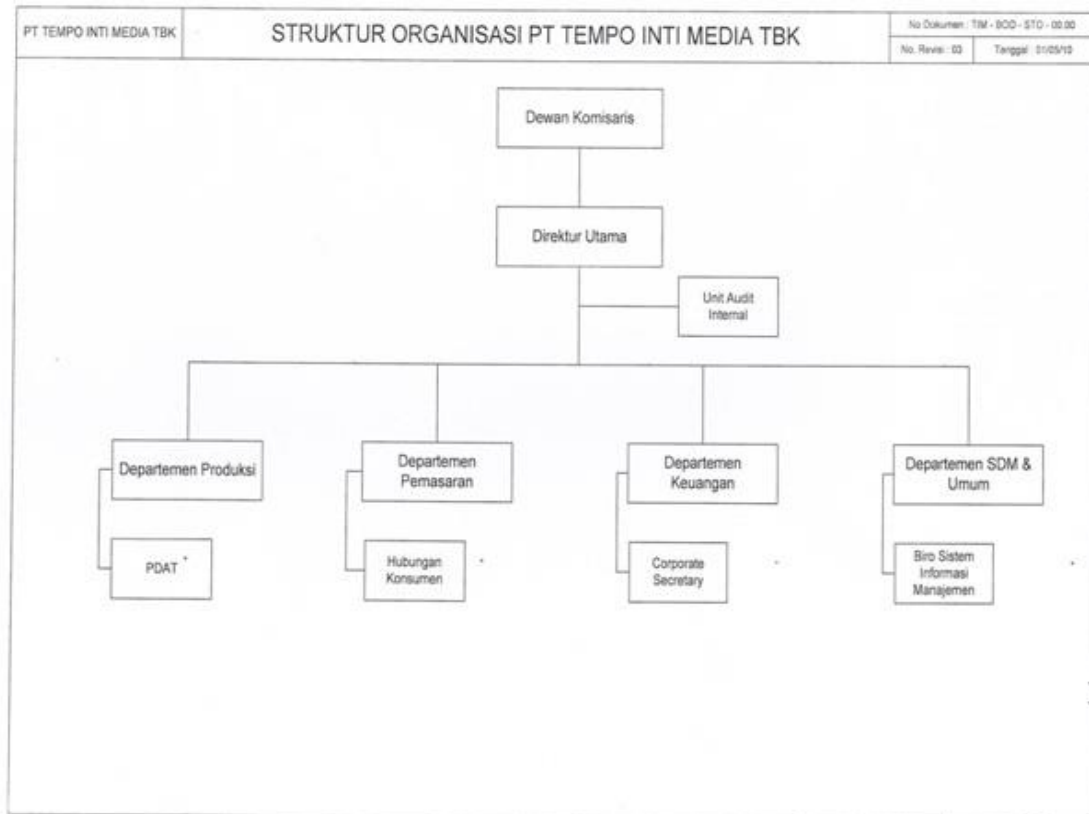 PT TEMPO INTI MEDIA TBK
STRUKTUR ORGANISASI PT TEMPO INTI MEDIA TBK
No Dokumen : TIM - BOD - STO - 00.00
No. Revisi : 03
Tanggal : 01/05/10
Dewan Komisaris
Direktur Utama
Unit Audit
Internal
Departemen Produksi
Departemen
Pemasaran
Departemen
Keuangan
Departemen SDM &
Umum
PDAT
Hubungan
Konsumen
Corporate
Secretary
Biro Sistem
Informasi
Manajemen